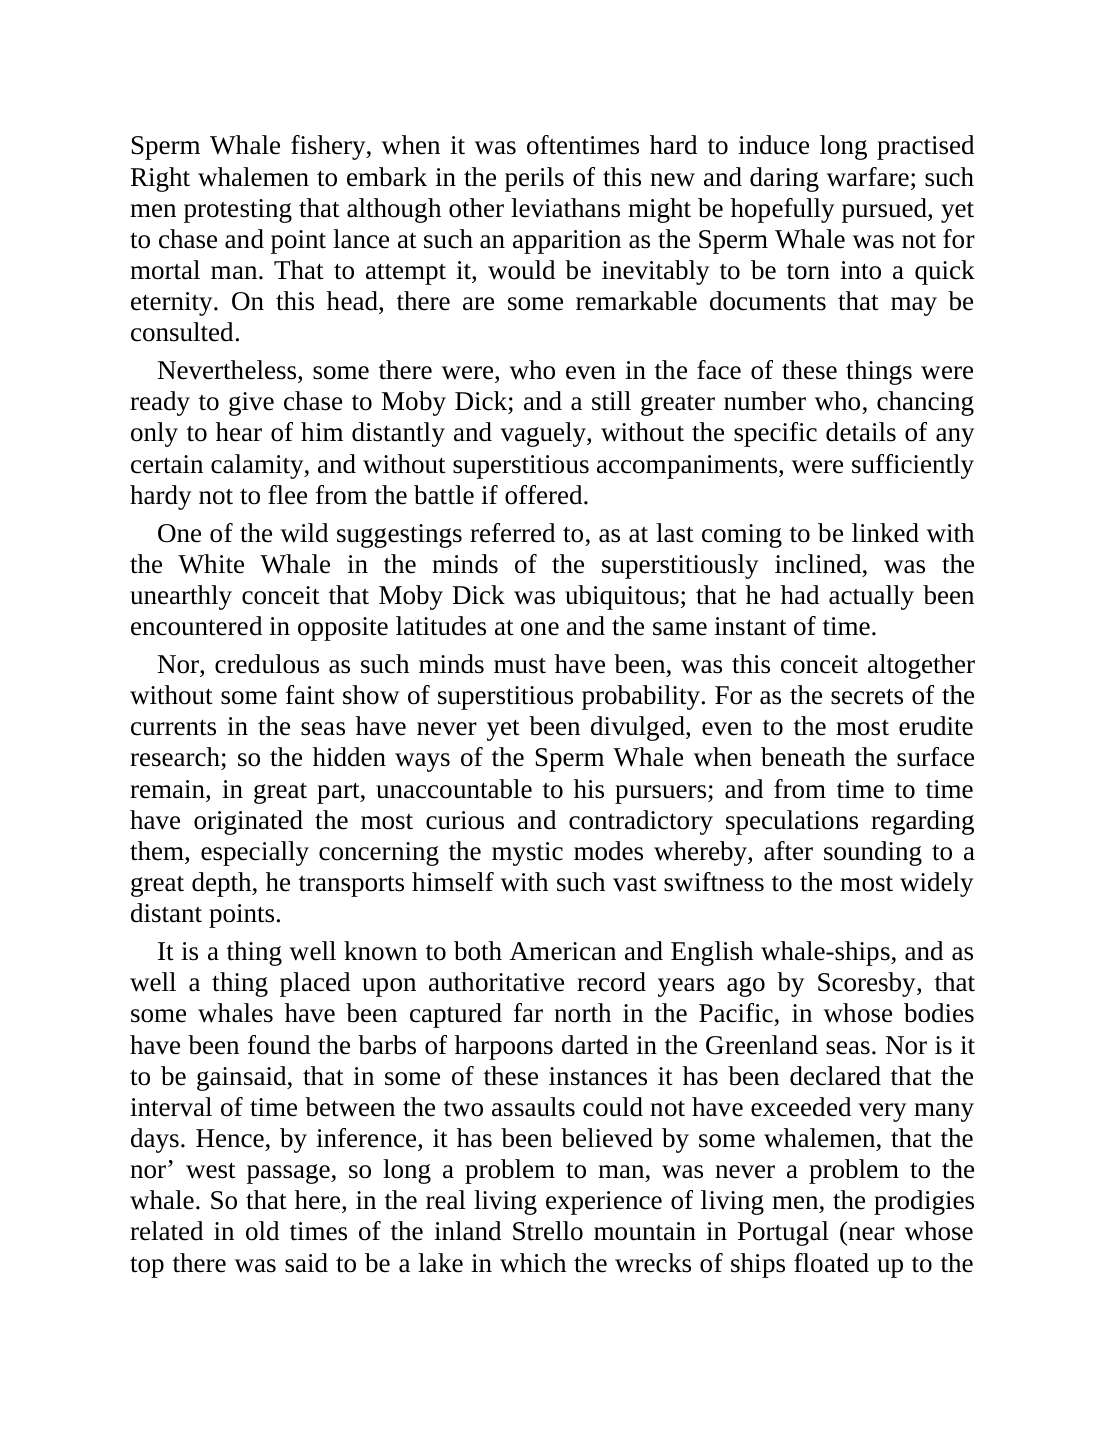 Sperm Whale fishery, when it was oftentimes hard to induce long practised
Right whalemen to embark in the perils of this new and daring warfare; such
men protesting that although other leviathans might be hopefully pursued, yet
to chase and point lance at such an apparition as the Sperm Whale was not for
mortal man. That to attempt it, would be inevitably to be torn into a quick
eternity. On this head, there are some remarkable documents that may be
consulted.
Nevertheless, some there were, who even in the face of these things were
ready to give chase to Moby Dick; and a still greater number who, chancing
only to hear of him distantly and vaguely, without the specific details of any
certain calamity, and without superstitious accompaniments, were sufficiently
hardy not to flee from the battle if offered.
One of the wild suggestings referred to, as at last coming to be linked with
the White Whale in the minds of the superstitiously inclined, was the
unearthly conceit that Moby Dick was ubiquitous; that he had actually been
encountered in opposite latitudes at one and the same instant of time.
Nor, credulous as such minds must have been, was this conceit altogether
without some faint show of superstitious probability. For as the secrets of the
currents in the seas have never yet been divulged, even to the most erudite
research; so the hidden ways of the Sperm Whale when beneath the surface
remain, in great part, unaccountable to his pursuers; and from time to time
have originated the most curious and contradictory speculations regarding
them, especially concerning the mystic modes whereby, after sounding to a
great depth, he transports himself with such vast swiftness to the most widely
distant points.
It is a thing well known to both American and English whale-ships, and as
well a thing placed upon authoritative record years ago by Scoresby, that
some whales have been captured far north in the Pacific, in whose bodies
have been found the barbs of harpoons darted in the Greenland seas. Nor is it
to be gainsaid, that in some of these instances it has been declared that the
interval of time between the two assaults could not have exceeded very many
days. Hence, by inference, it has been believed by some whalemen, that the
nor’ west passage, so long a problem to man, was never a problem to the
whale. So that here, in the real living experience of living men, the prodigies
related in old times of the inland Strello mountain in Portugal (near whose
top there was said to be a lake in which the wrecks of ships floated up to the